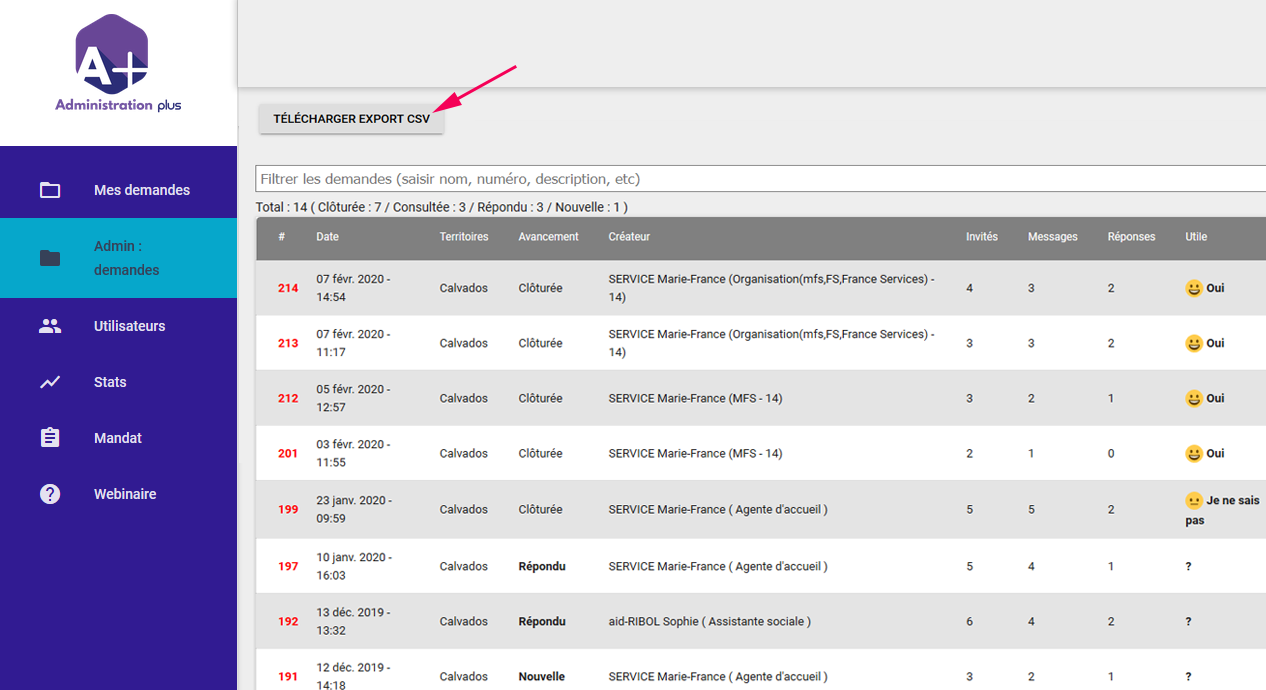 A+
Administration plus
Mes demandes
Admin :
demandes
Utilisateurs
Stats
Mandat
Webinaire
TÉLÉCHARGER EXPORT CSV
Filtrer les demandes (saisir nom, numéro, description, etc)
Total : 14 ( Clôturée : 7 / Consultée : 3 / Répondu : 3 / Nouvelle : 1 )
# Date Territoires Avancement Créateur Invités Messages Réponses Utile
214 07 févr. 2020 - Calvados Clôturée SERVICE Marie-France (Organisation(mfs,FS,France Services) - 4 3 2 Oui
14:54 14)
213 07 févr. 2020 - Calvados Clôturée SERVICE Marie-France (Organisation(mfs,FS,France Services) - 3 3 2 Oui
11:17 14)
212 05 févr. 2020 - Calvados Clôturée SERVICE Marie-France (MFS - 14) 3 2 1 Oui
12:57
201 03 févr. 2020 - Calvados Clôturée SERVICE Marie-France (MFS - 14) 2 1 0 Oui
11:55
199 23 janv. 2020 - Calvados Clôturée SERVICE Marie-France ( Agente d'accueil ) 5 5 2 Je ne sais
09:59 pas
197 10 janv. 2020 - Calvados Répondu SERVICE Marie-France ( Agente d'accueil ) 5 4 1 ?
16:03
192 13 déc. 2019 - Calvados Répondu aid-RIBOL Sophie ( Assistante sociale ) 6 4 2 ?
13:32
191 12 déc. 2019 - Calvados Nouvelle SERVICE Marie-France ( Agente d'accueil ) 3 2 1 ?
14:18